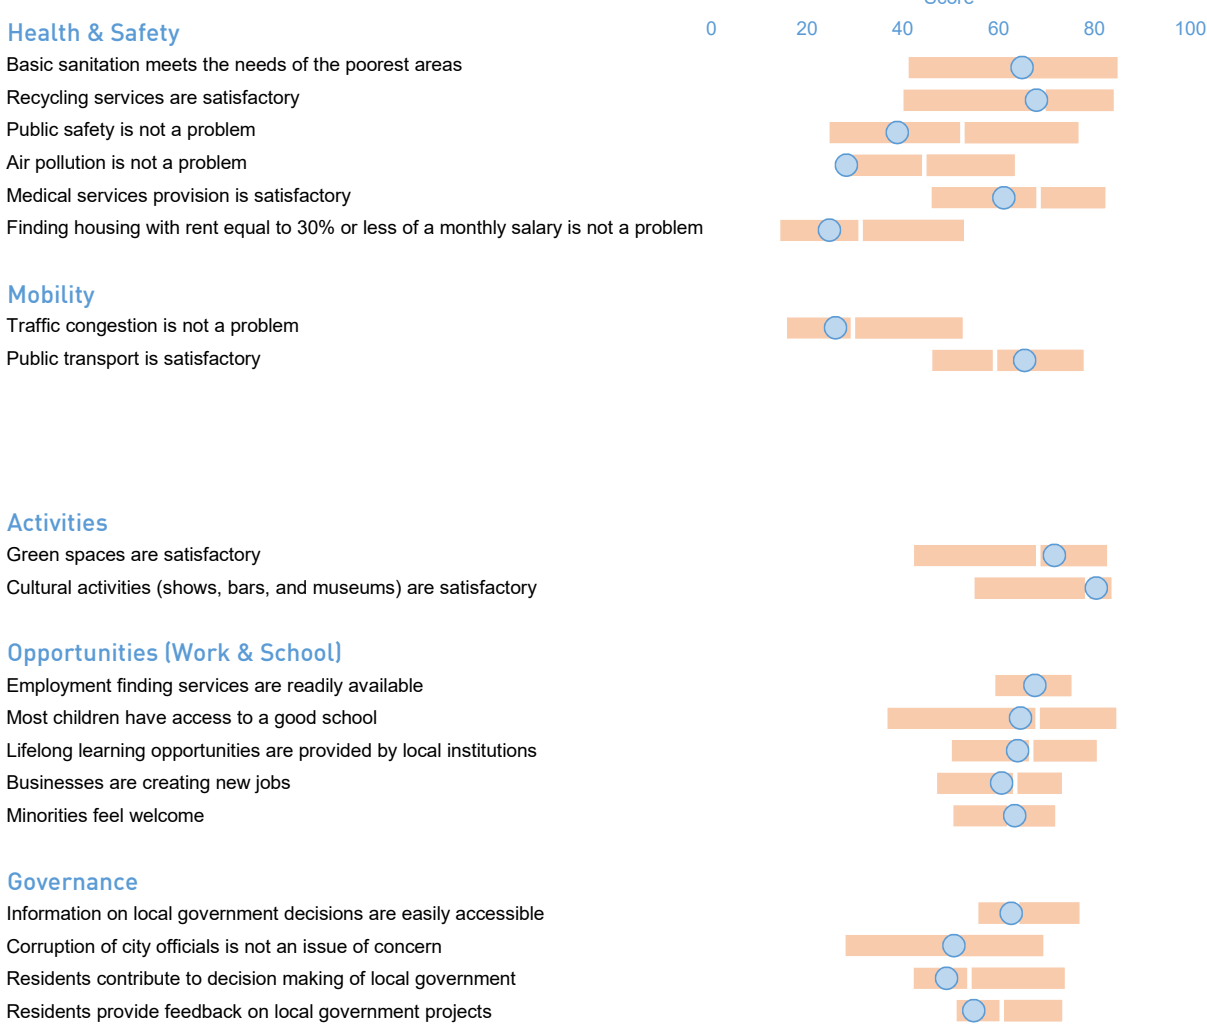 Score
Health & Safety
0 20 40 60 80 100
Basic sanitation meets the needs of the poorest areas
Recycling services are satisfactory
Public safety is not a problem
Air pollution is not a problem
Medical services provision is satisfactory
Finding housing with rent equal to 30% or less of a monthly salary is not a problem
Mobility
Traffic congestion is not a problem
Public transport is satisfactory
Activities
Green spaces are satisfactory
Cultural activities (shows, bars, and museums) are satisfactory
Opportunities (Work & School)
Employment finding services are readily available
Most children have access to a good school
Lifelong learning opportunities are provided by local institutions
Businesses are creating new jobs
Minorities feel welcome
Governance
Information on local government decisions are easily accessible
Corruption of city officials is not an issue of concern
Residents contribute to decision making of local government
Residents provide feedback on local government projects